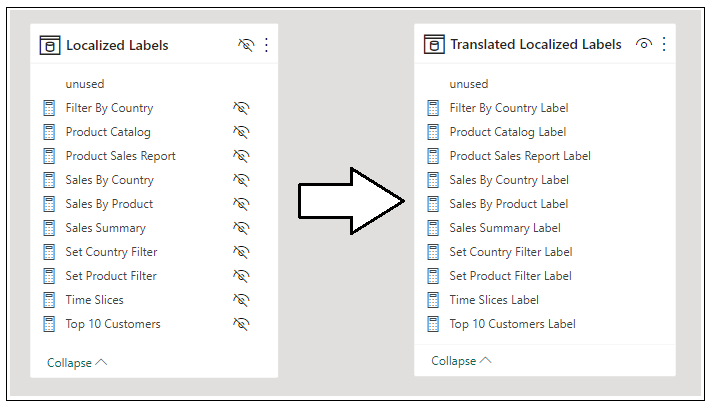 Localized Labels
unused
Filter By Country
Product Catalog
Product Sales Report
Sales By Country
Sales By Product
Sales Summary
Set Country Filter
Set Product Filter
Time Slices
Top 10 Customers
Collapse
Translated Localized Labels
unused
Filter By Country Label
Product Catalog Label
Product Sales Report Label
Sales By Country Label
Sales By Product Label
Sales Summary Label
Set Country Filter Label
Set Product Filter Label
Time Slices Label
Top 10 Customers Label
Collapse